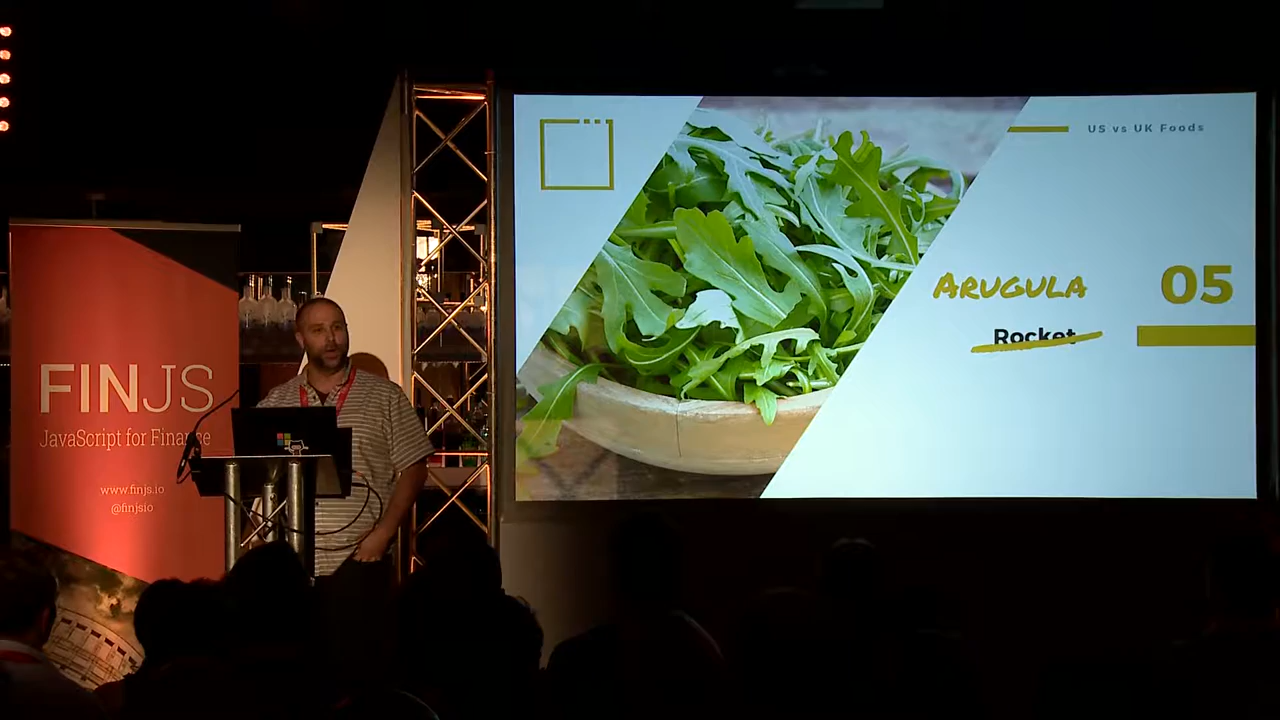 FINJS
JavaScript for Finance
www.finjs.io
@finjsio
US vs UK Foods
ARUGULA
Rocket
05